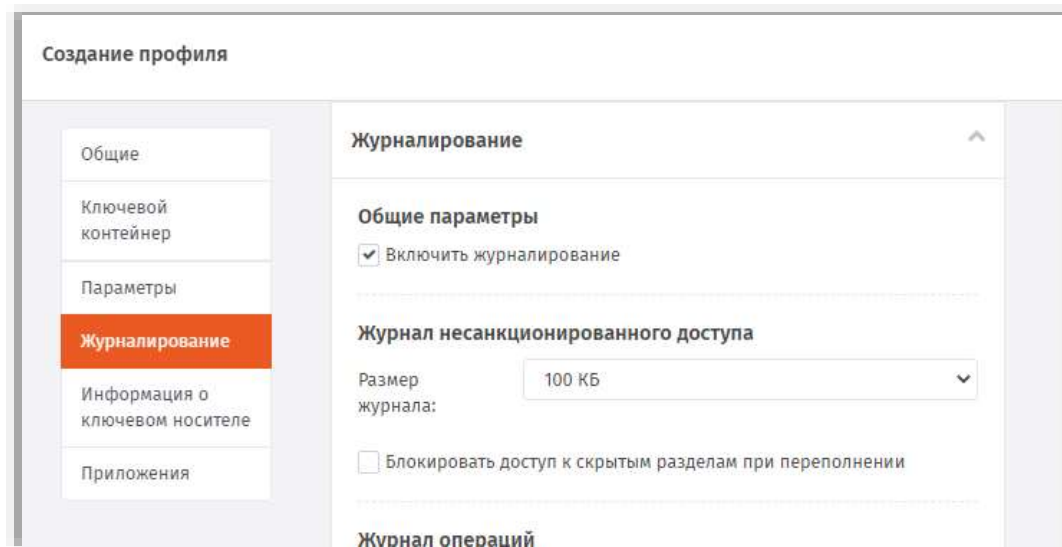 Создание профиля
Общие
Ключевой
контейнер
Параметры
Журналирование
Информация о
ключевом носителе
Приложения
Журналирование
Общие параметры
Включить журналирование
Журнал несанкционированного доступа
Размер
журнала:
100 КБ
Блокировать доступ к скрытым разделам при переполнении
Журнал операций